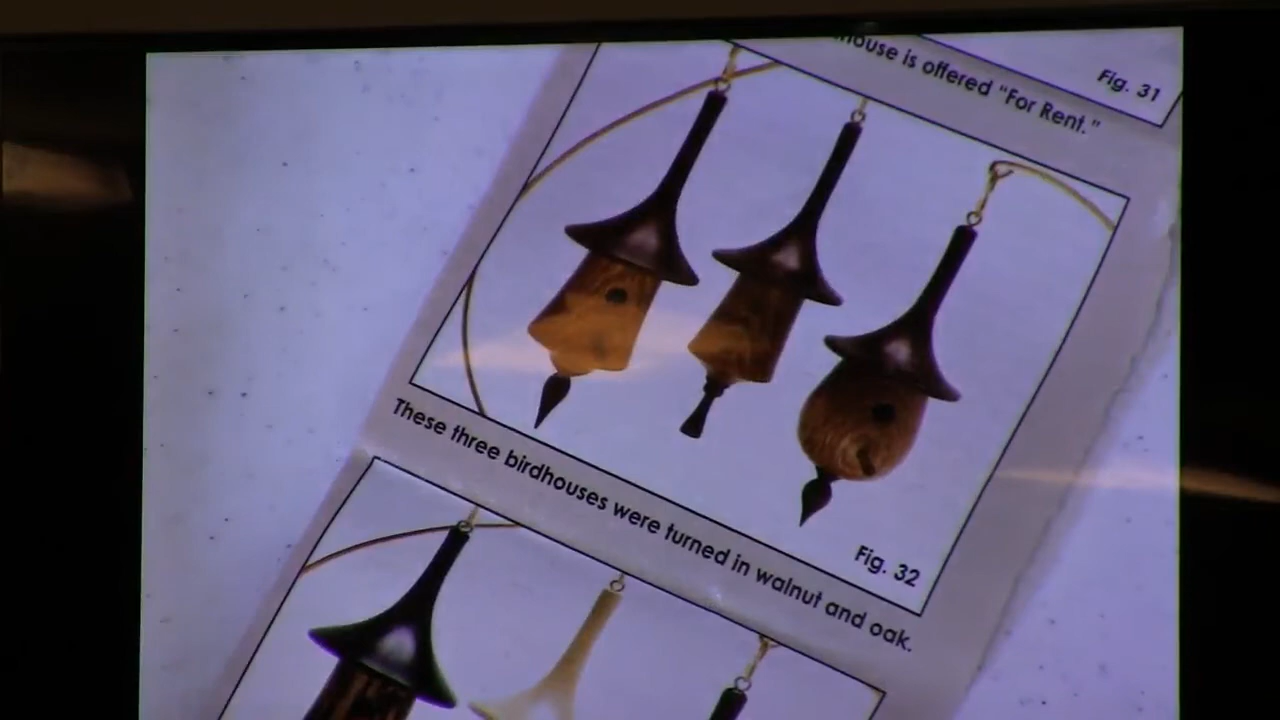 house is offered "For Rent."
Fig. 31
These three birdhouses were turned in walnut and oak.
Fig. 32